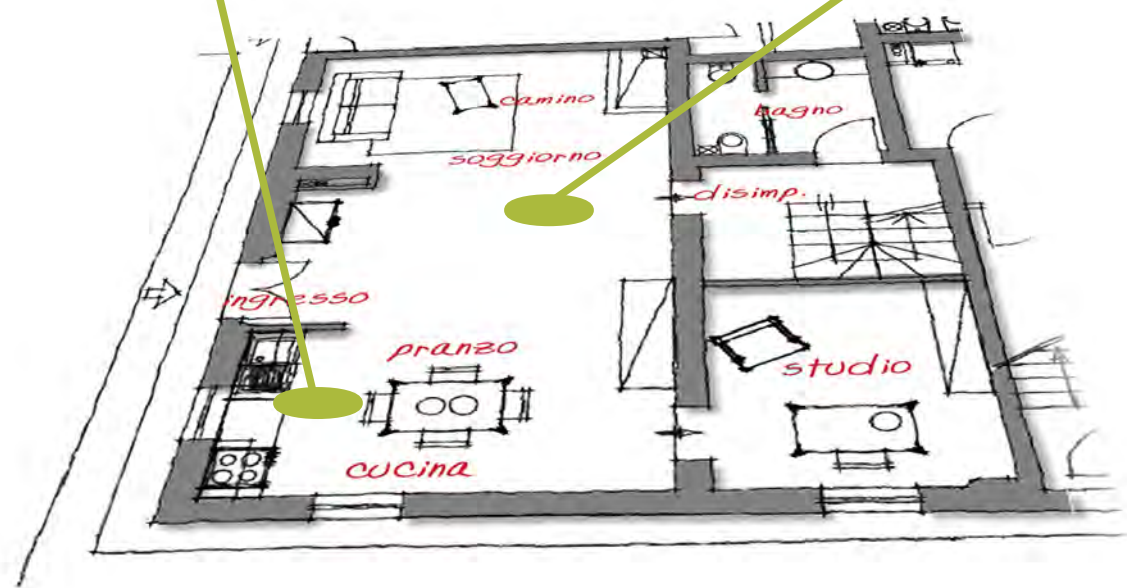 camino
bagno
soggiorno
disimp.
ingresso
pranzo
studio
cucina